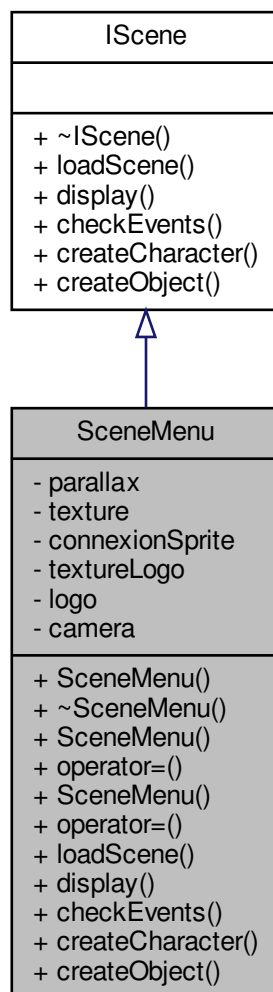 IScene
+ ~IScene()
+ loadScene()
+ display()
+ checkEvents()
+ createCharacter()
+ createObject()
SceneMenu
- parallax
- texture
- connexionSprite
- textureLogo
- logo
- camera
+ SceneMenu()
+ ~SceneMenu()
+ SceneMenu()
+ operator=()
+ SceneMenu()
+ operator=()
+ loadScene()
+ display()
+ checkEvents()
+ createCharacter()
+ createObject()